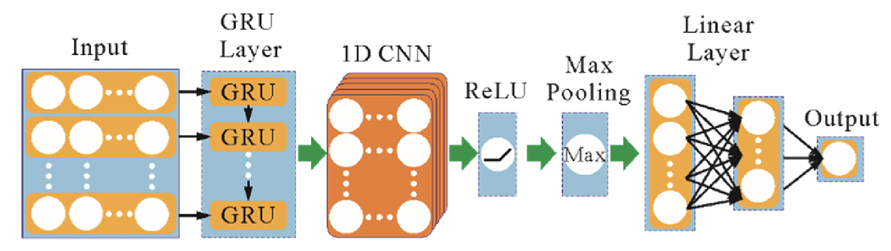 Input
GRU
Layer
1D CNN
ReLU
Max
Pooling
Linear
Layer
Output
GRU
GRU
GRU
Max